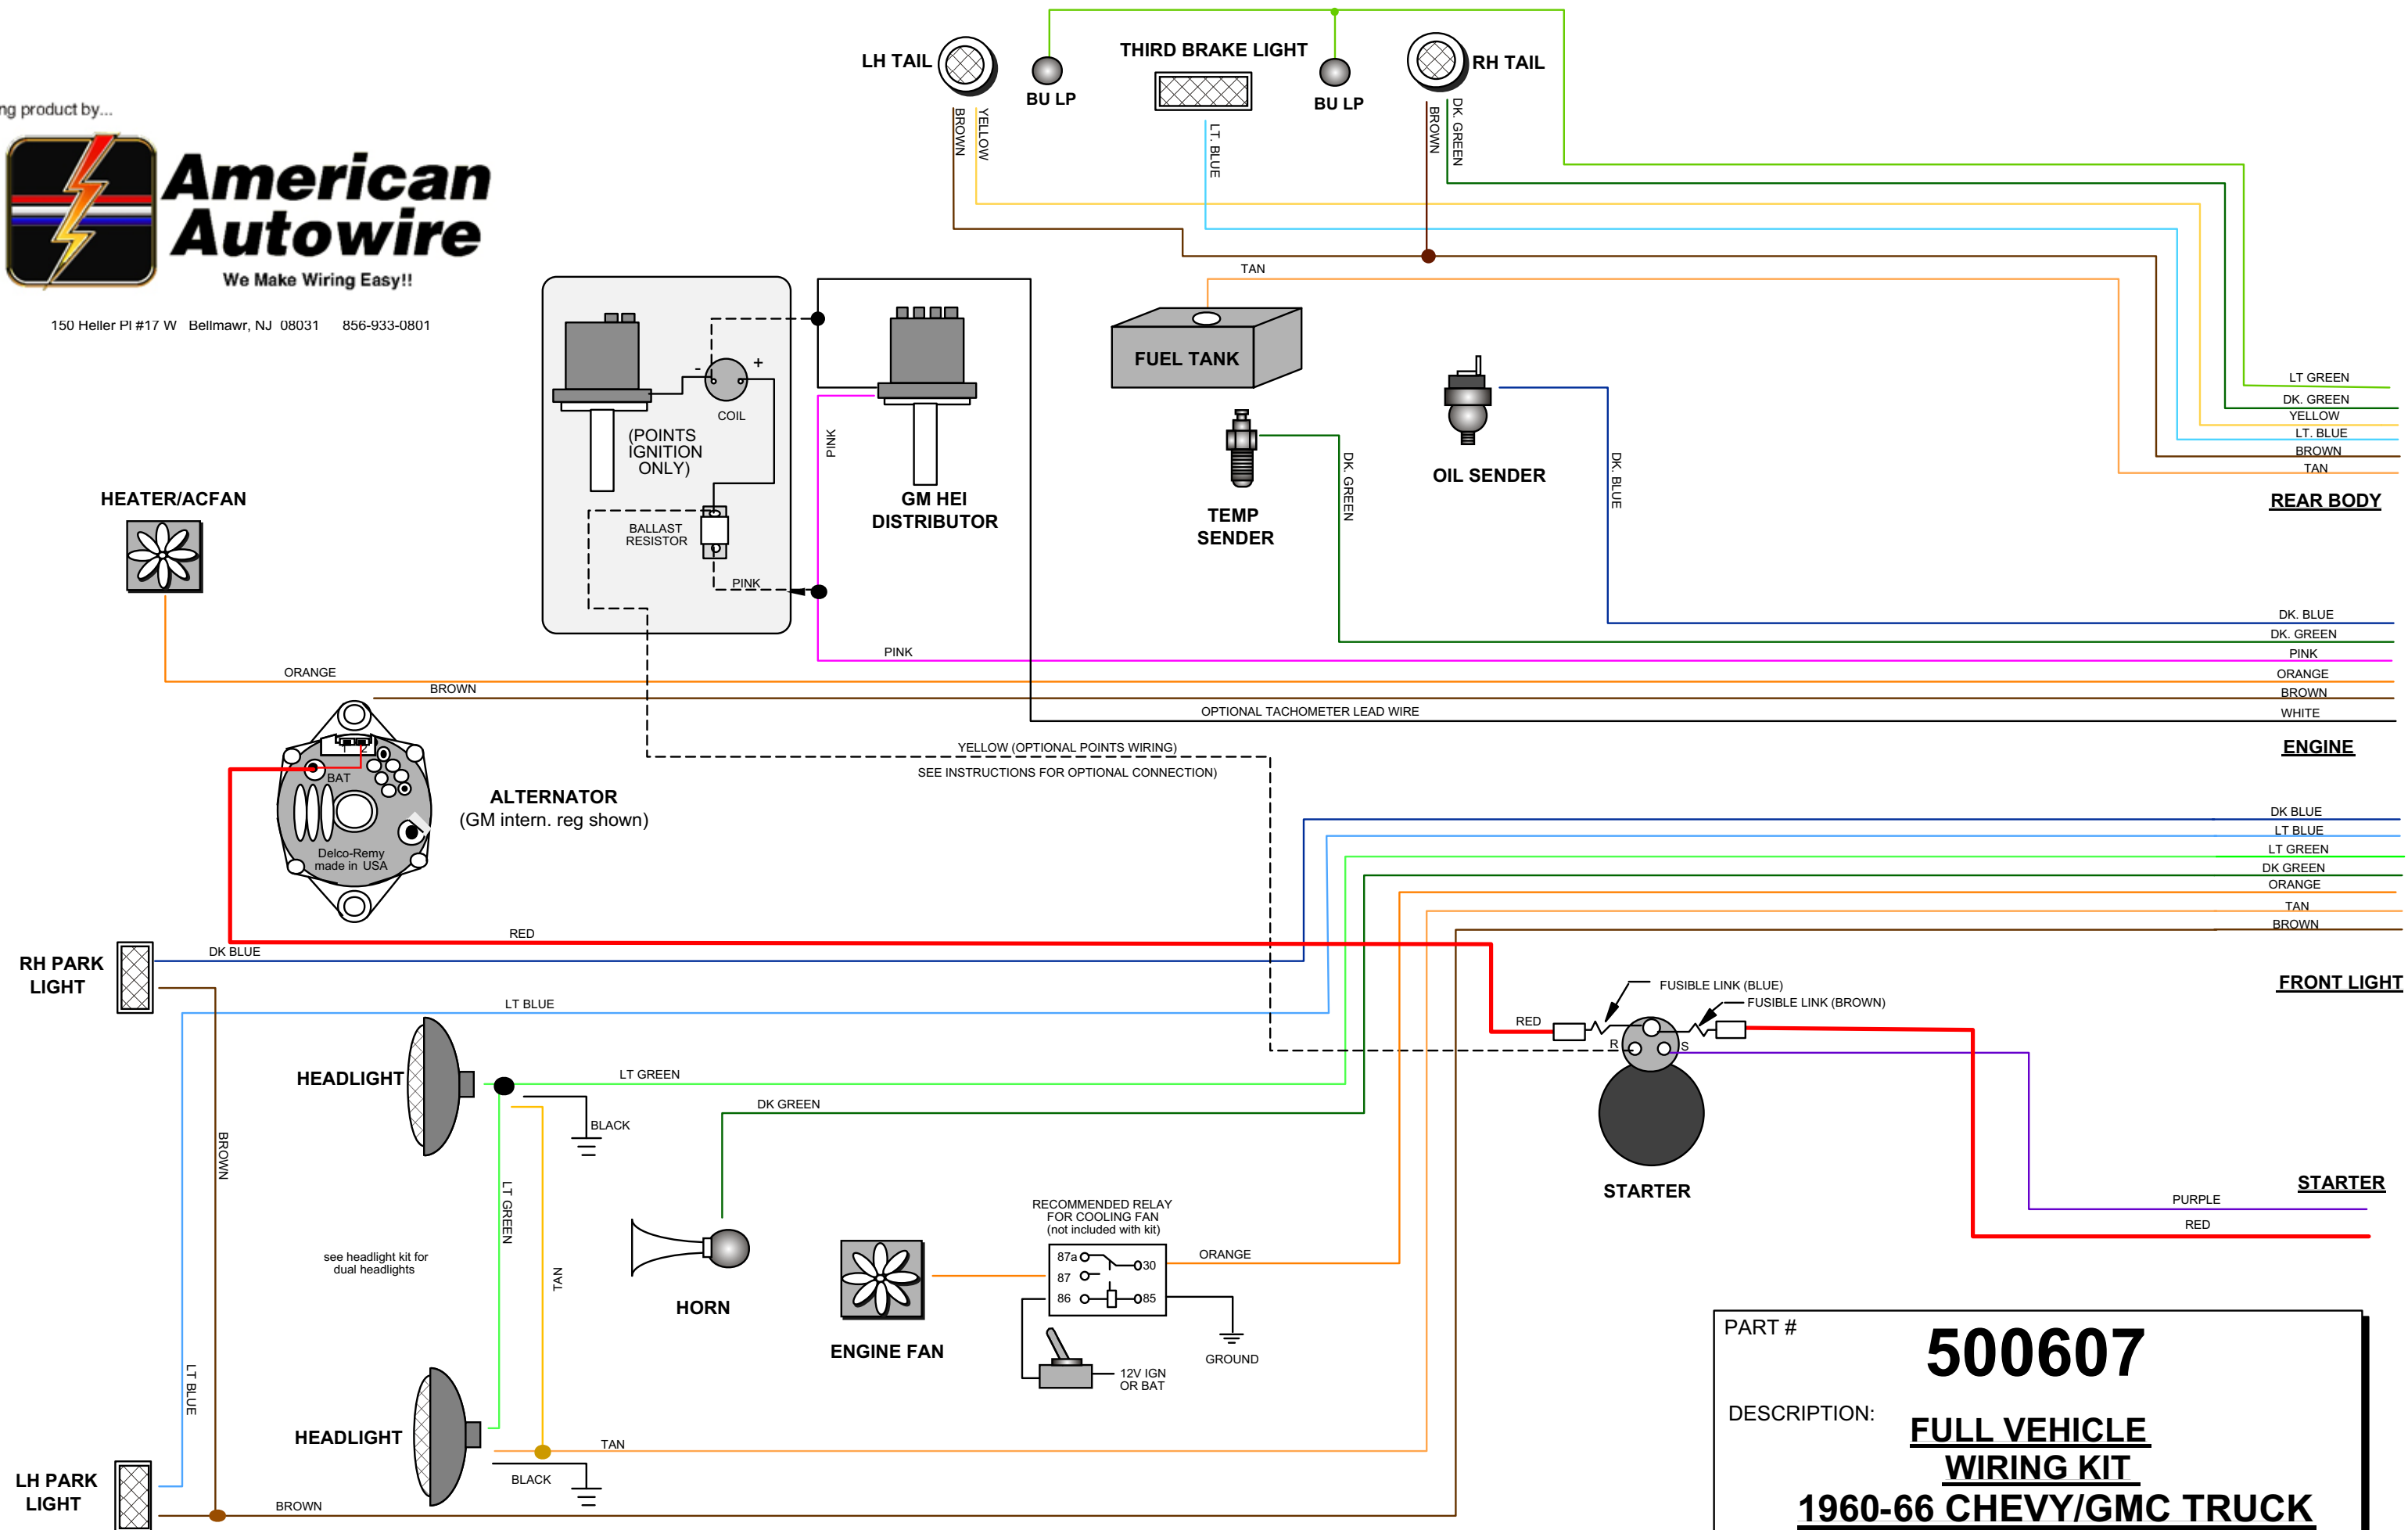 ng product by...
American
Autowire
We Make Wiring Easy!!
150 Heller Pl #17 W Bellmawr, NJ 08031 856-933-0801
LH TAIL
BU LP
THIRD BRAKE LIGHT
BU LP
RH TAIL
BROWN
YELLOW
LT. BLUE
BROWN
DK. GREEN
TAN
FUEL TANK
TEMP
SENDER
DK. GREEN
OIL SENDER
DK. BLUE
LT GREEN
DK. GREEN
YELLOW
LT. BLUE
BROWN
TAN
REAR BODY
- +
COIL
(POINTS
IGNITION
ONLY)
BALLAST
RESISTOR
PINK
PINK
GM HEI
DISTRIBUTOR
HEATER/ACFAN
ORANGE
BROWN
PINK
OPTIONAL TACHOMETER LEAD WIRE
YELLOW (OPTIONAL POINTS WIRING)
SEE INSTRUCTIONS FOR OPTIONAL CONNECTION)
DK. BLUE
DK. GREEN
PINK
ORANGE
BROWN
WHITE
ENGINE
1 2
BAT
Delco-Remy
made in USA
ALTERNATOR
(GM intern. reg shown)
RED
DK BLUE
LT BLUE
LT GREEN
DK GREEN
ORANGE
TAN
BROWN
FRONT LIGHT
RH PARK
LIGHT
DK BLUE
LT BLUE
BROWN
HEADLIGHT
LT GREEN
BLACK
DK GREEN
LT GREEN
TAN
see headlight kit for
dual headlights
HORN
ENGINE FAN
RECOMMENDED RELAY
FOR COOLING FAN
(not included with kit)
87a
30
87
86
85
ORANGE
GROUND
12V IGN
OR BAT
FUSIBLE LINK (BLUE)
FUSIBLE LINK (BROWN)
RED
R
S
STARTER
STARTER
PURPLE
RED
LT BLUE
HEADLIGHT
TAN
BLACK
LH PARK
LIGHT
BROWN
PART #
500607
DESCRIPTION:
FULL VEHICLE
WIRING KIT
1960-66 CHEVY/GMC TRUCK